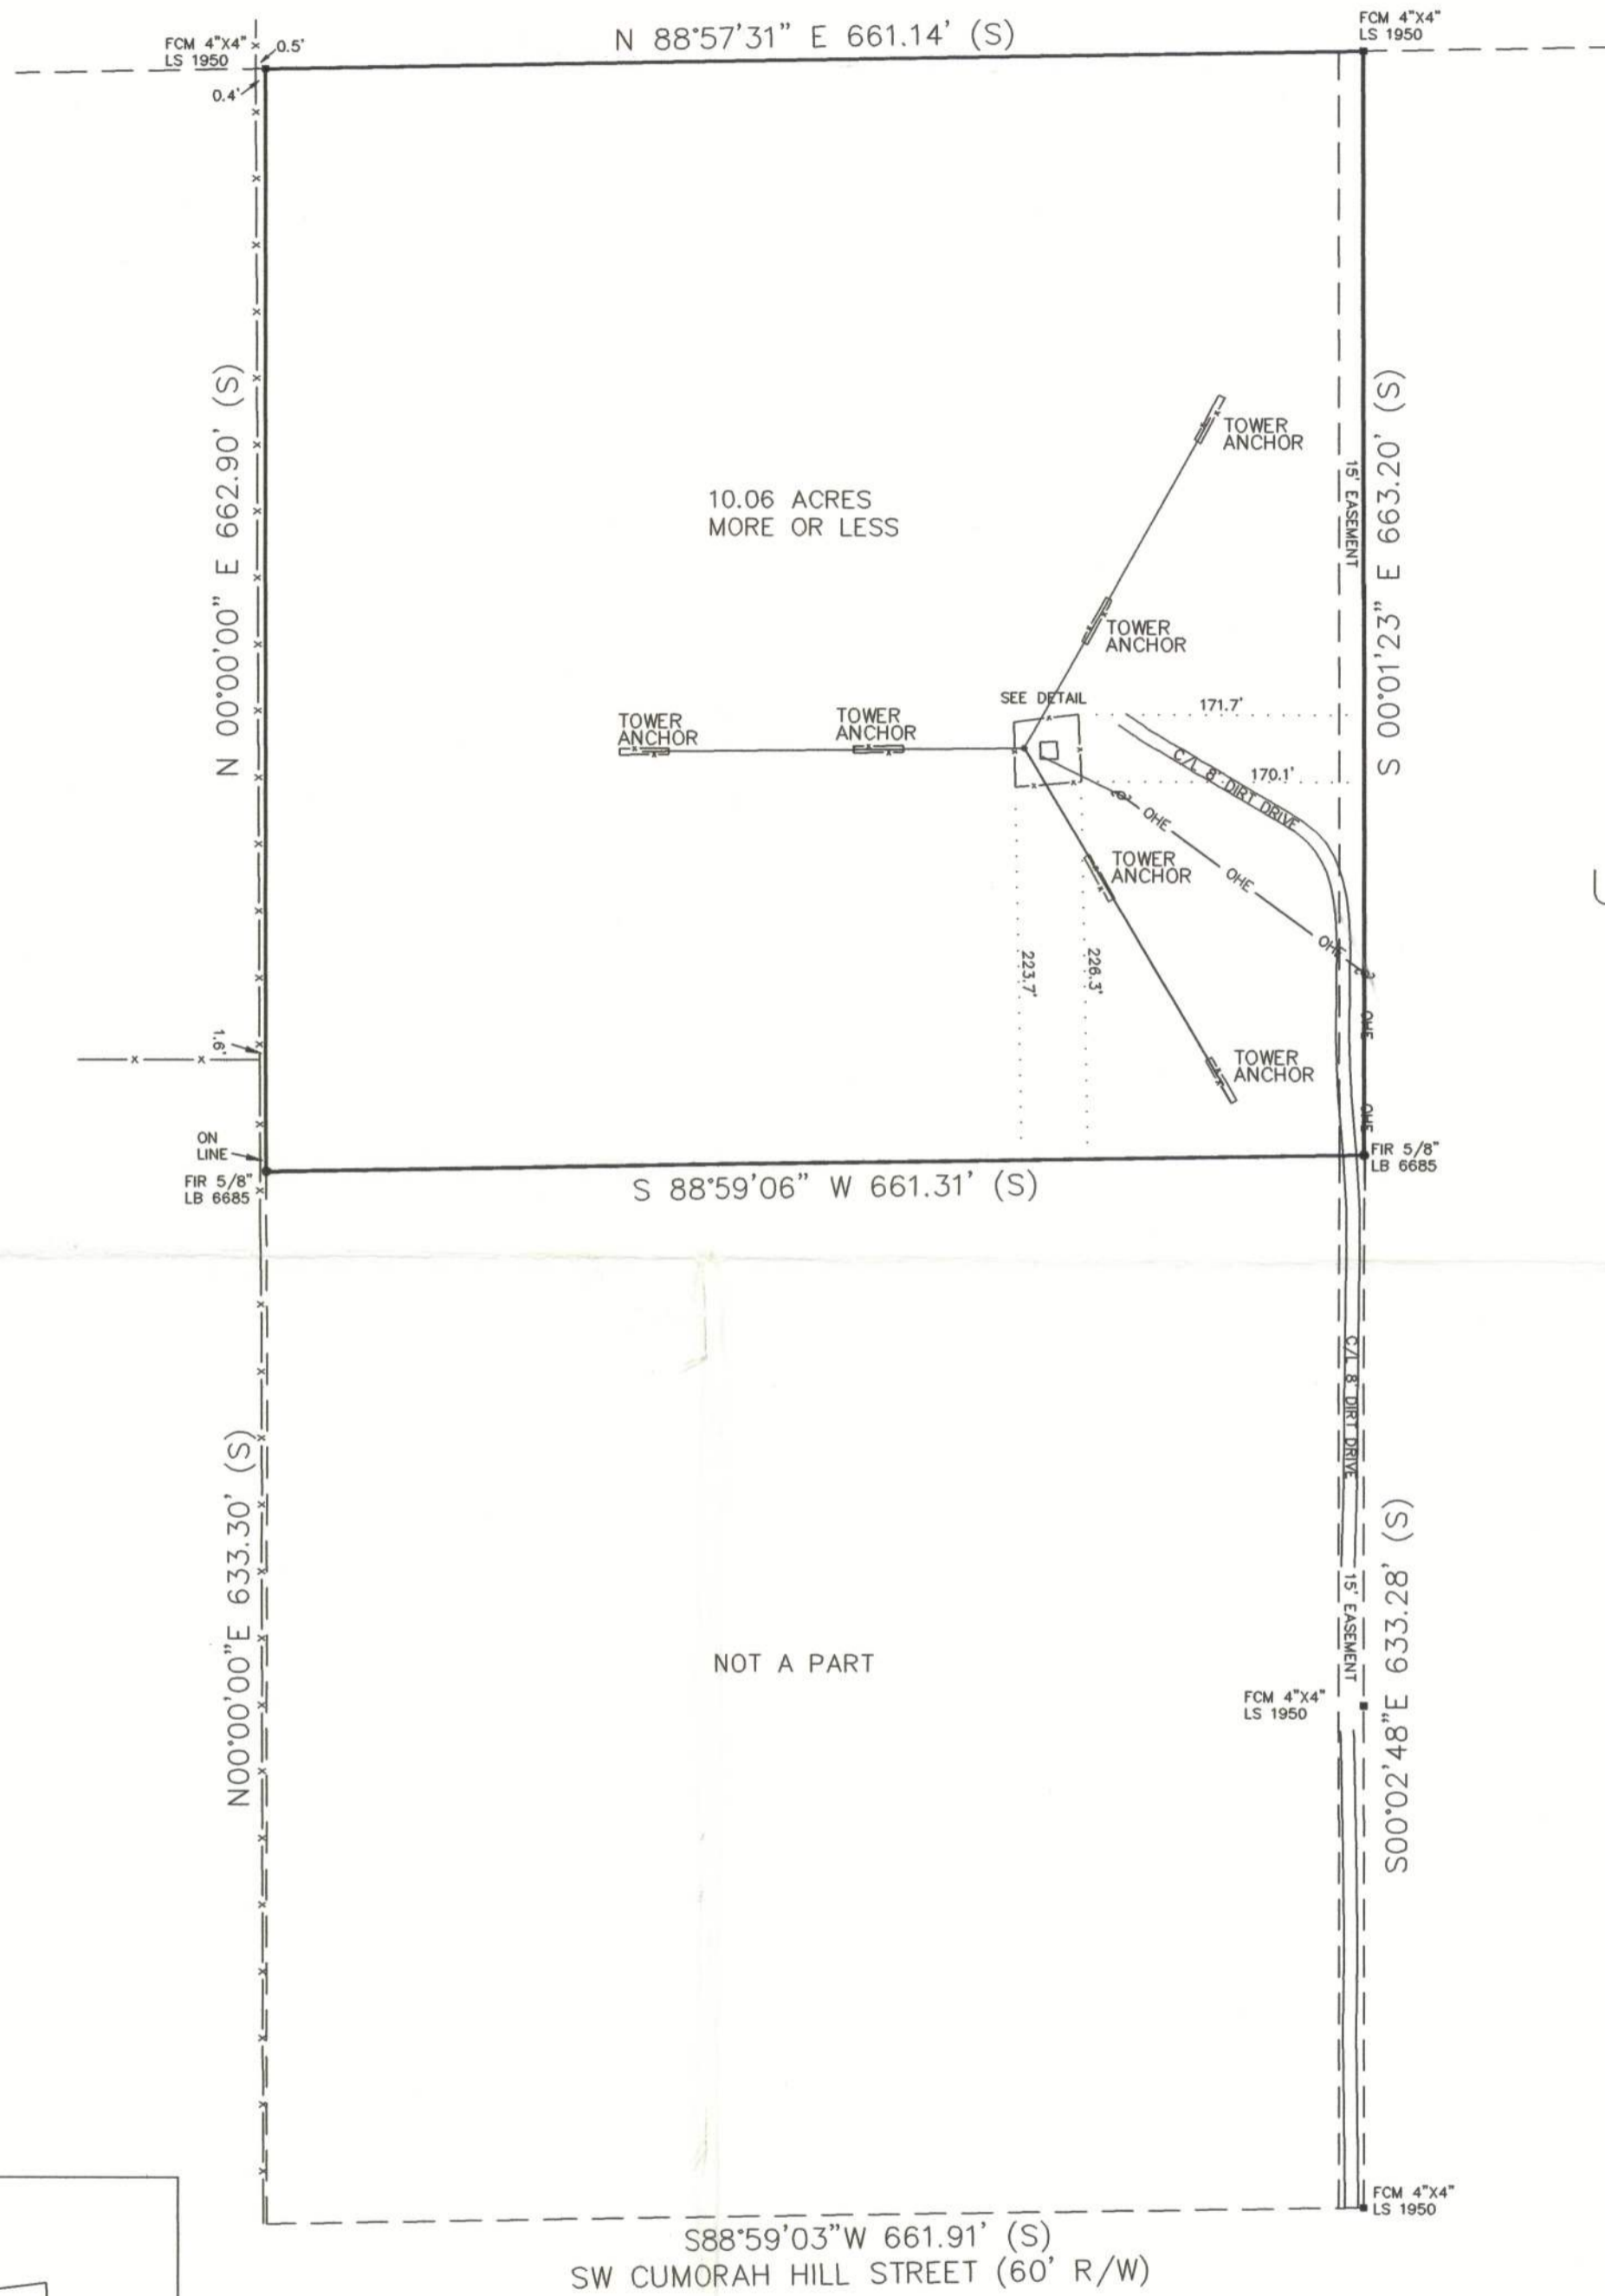 N 88°57'31" E 661.14' (S)
FCM 4"X4"
LS 1950
0.5'
0.4'
FCM 4"X4"
LS 1950
N 00°00'00" E 662.90' (S)
S 00°01'23" E 663.20' (S)
15' EASEMENT
10.06 ACRES
MORE OR LESS
TOWER
ANCHOR
TOWER
ANCHOR
SEE DETAIL
171.7'
TOWER
ANCHOR
TOWER
ANCHOR
C/L 8' DIRT DRIVE
170.1'
OHE
TOWER
ANCHOR
OHE
OHE
223.7'
226.3'
OHE
1.6'
TOWER
ANCHOR
OHE
ON
LINE
FIR 5/8"
LB 6685
FIR 5/8"
LB 6685
S 88°59'06" W 661.31' (S)
C/L 8' DIRT DRIVE
N00°00'00"E 633.30' (S)
S00°02'48"E 633.28' (S)
15' EASEMENT
NOT A PART
FCM 4"X4"
LS 1950
FCM 4"X4"
LS 1950
S88°59'03"W 661.91' (S)
SW CUMORAH HILL STREET (60' R/W)